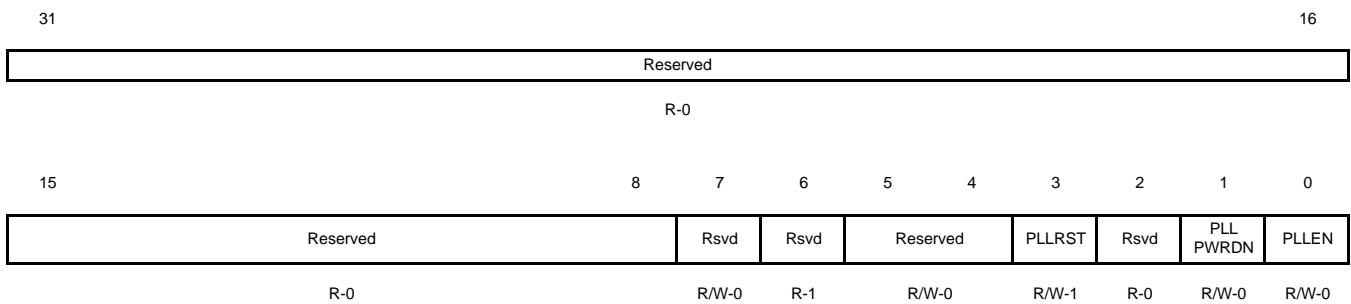 31 16
Reserved
R-0
15 8 7 6 5 4 3 2 1 0
Reserved Rsvd Rsvd Reserved PLLRST Rsvd PLL PWRDN PLLEN
R-0 R/W-0 R-1 R/W-0 R/W-1 R-0 R/W-0 R/W-0